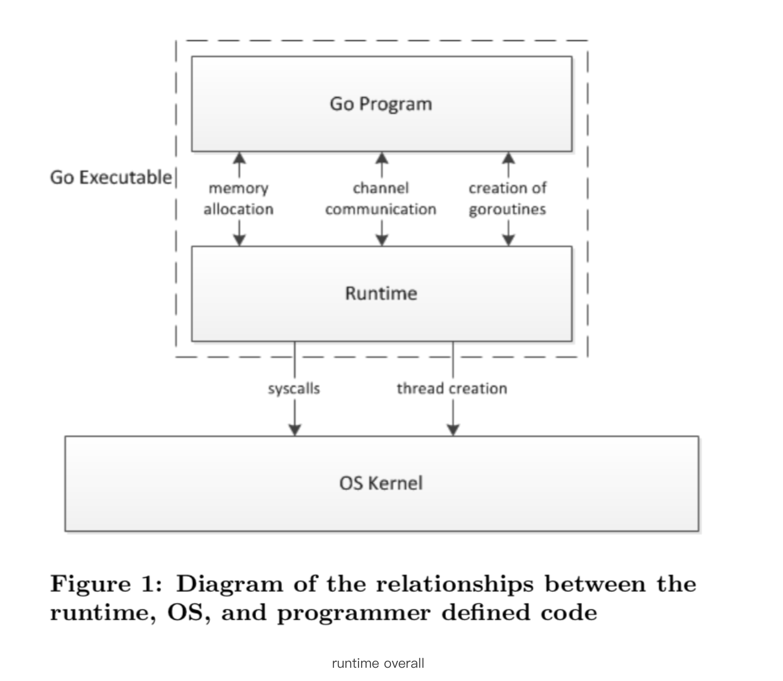 Go Program
Go Executable
memory
allocation
channel
communication
creation of
goroutines
Runtime
syscalls
thread creation
OS Kernel
Figure 1: Diagram of the relationships between the
runtime, OS, and programmer defined code
runtime overall